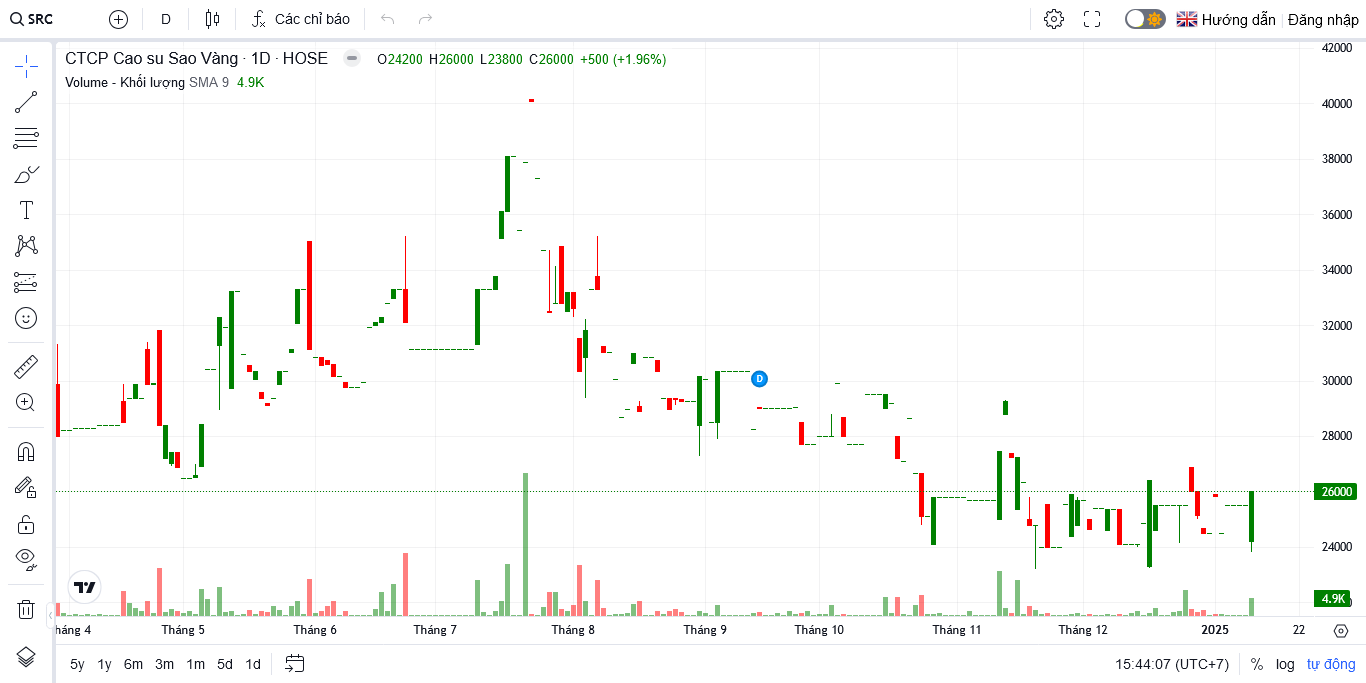 SRC D Các chỉ báo Hướng dẫn Đăng nhập
CTCP Cao su Sao Vàng · 1D · HOSE O24200 H26000 L23800 C26000 +500 (+1.96%)
Volume - Khối lượng SMA 9 4.9K
42000
40000
38000
36000
34000
32000
30000
28000
26000
24000
4.9K
D
háng 4 Tháng 5 Tháng 6 Tháng 7 Tháng 8 Tháng 9 Tháng 10 Tháng 11 Tháng 12 2025 22
5y 1y 6m 3m 1m 5d 1d 15:44:07 (UTC+7) % log tự động